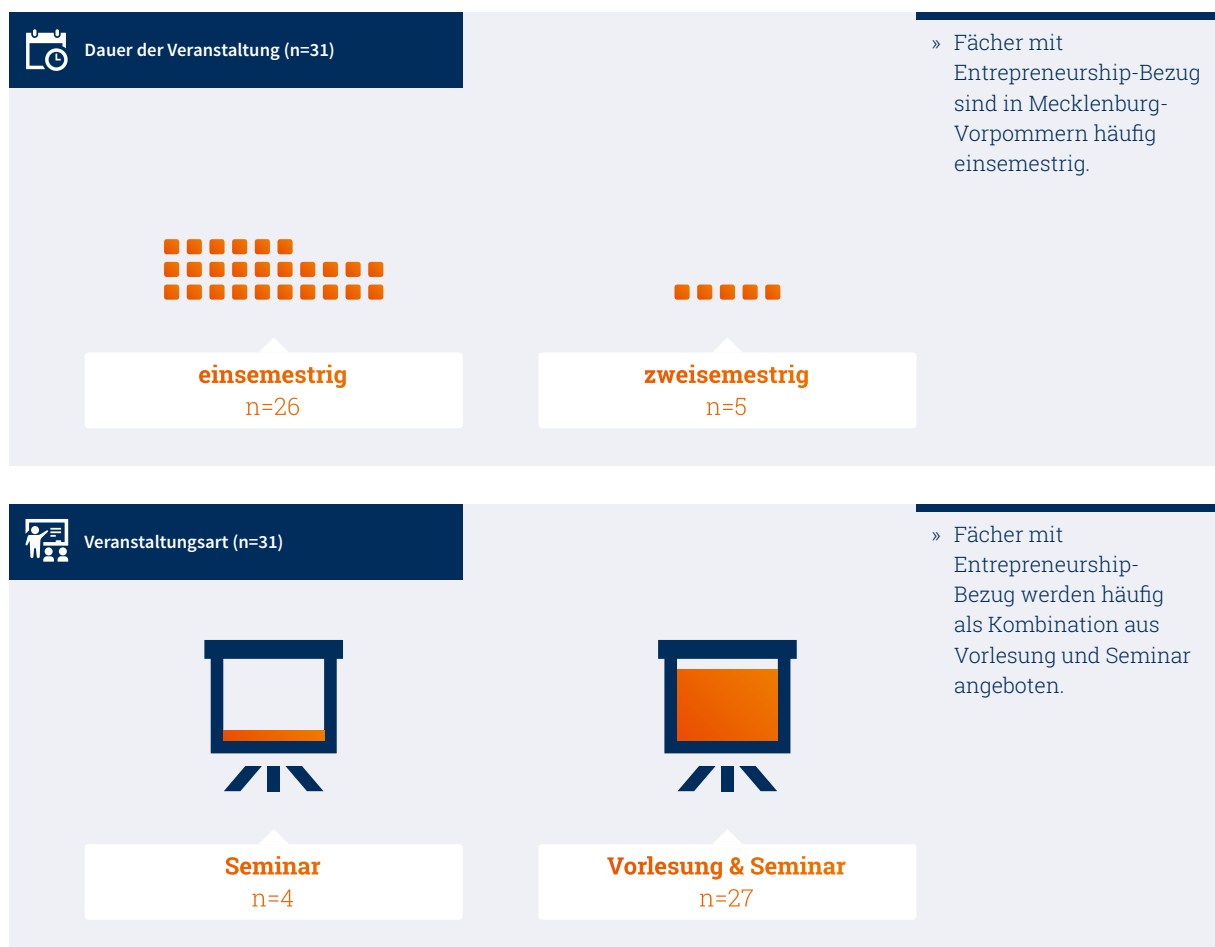 Dauer der Veranstaltung (n=31)
» Fächer mit
Entrepreneurship-Bezug
sind in Mecklenburg-
Vorpommern häufig
einsemestrig.
einsemestrig
n=26
zweisemestrig
n=5
Veranstaltungsart (n=31)
» Fächer mit
Entrepreneurship-
Bezug werden häufig
als Kombination aus
Vorlesung und Seminar
angeboten.
Seminar
n=4
Vorlesung & Seminar
n=27